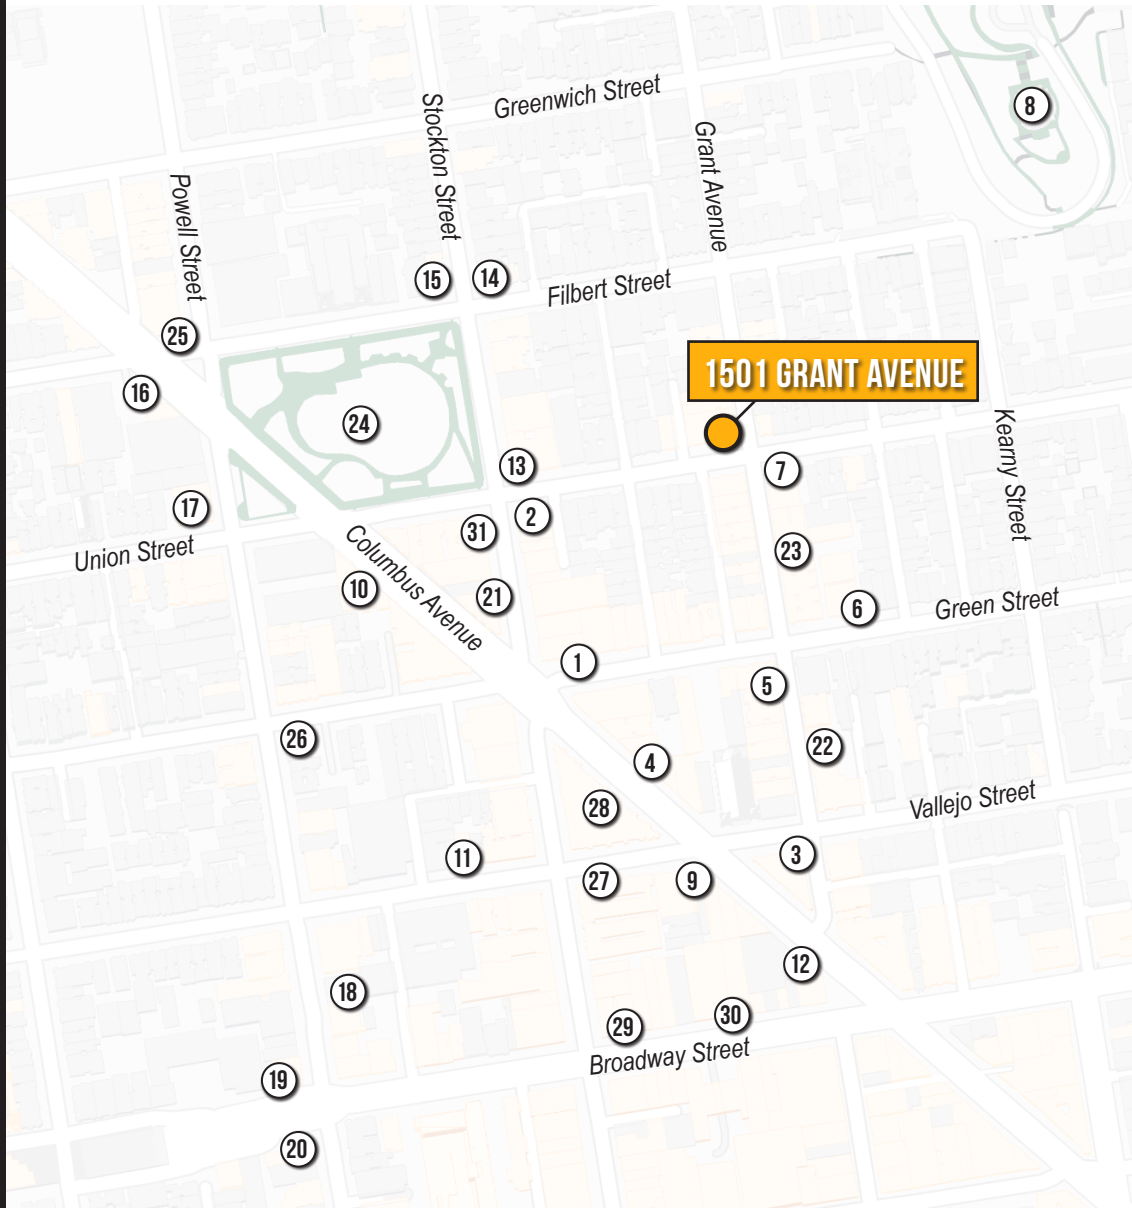 Greenwich Street
8
Stockton Street
Grant Avenue
Powell Street
15
14
Filbert Street
25
1501 GRANT AVENUE
16
24
Kearny Street
13
7
17
2
31
Union Street
Columbus Avenue
23
10
21
6
Green Street
1
5
26
22
4
28
Vallejo Street
11
3
27
9
12
18
30
29
Broadway Street
19
20